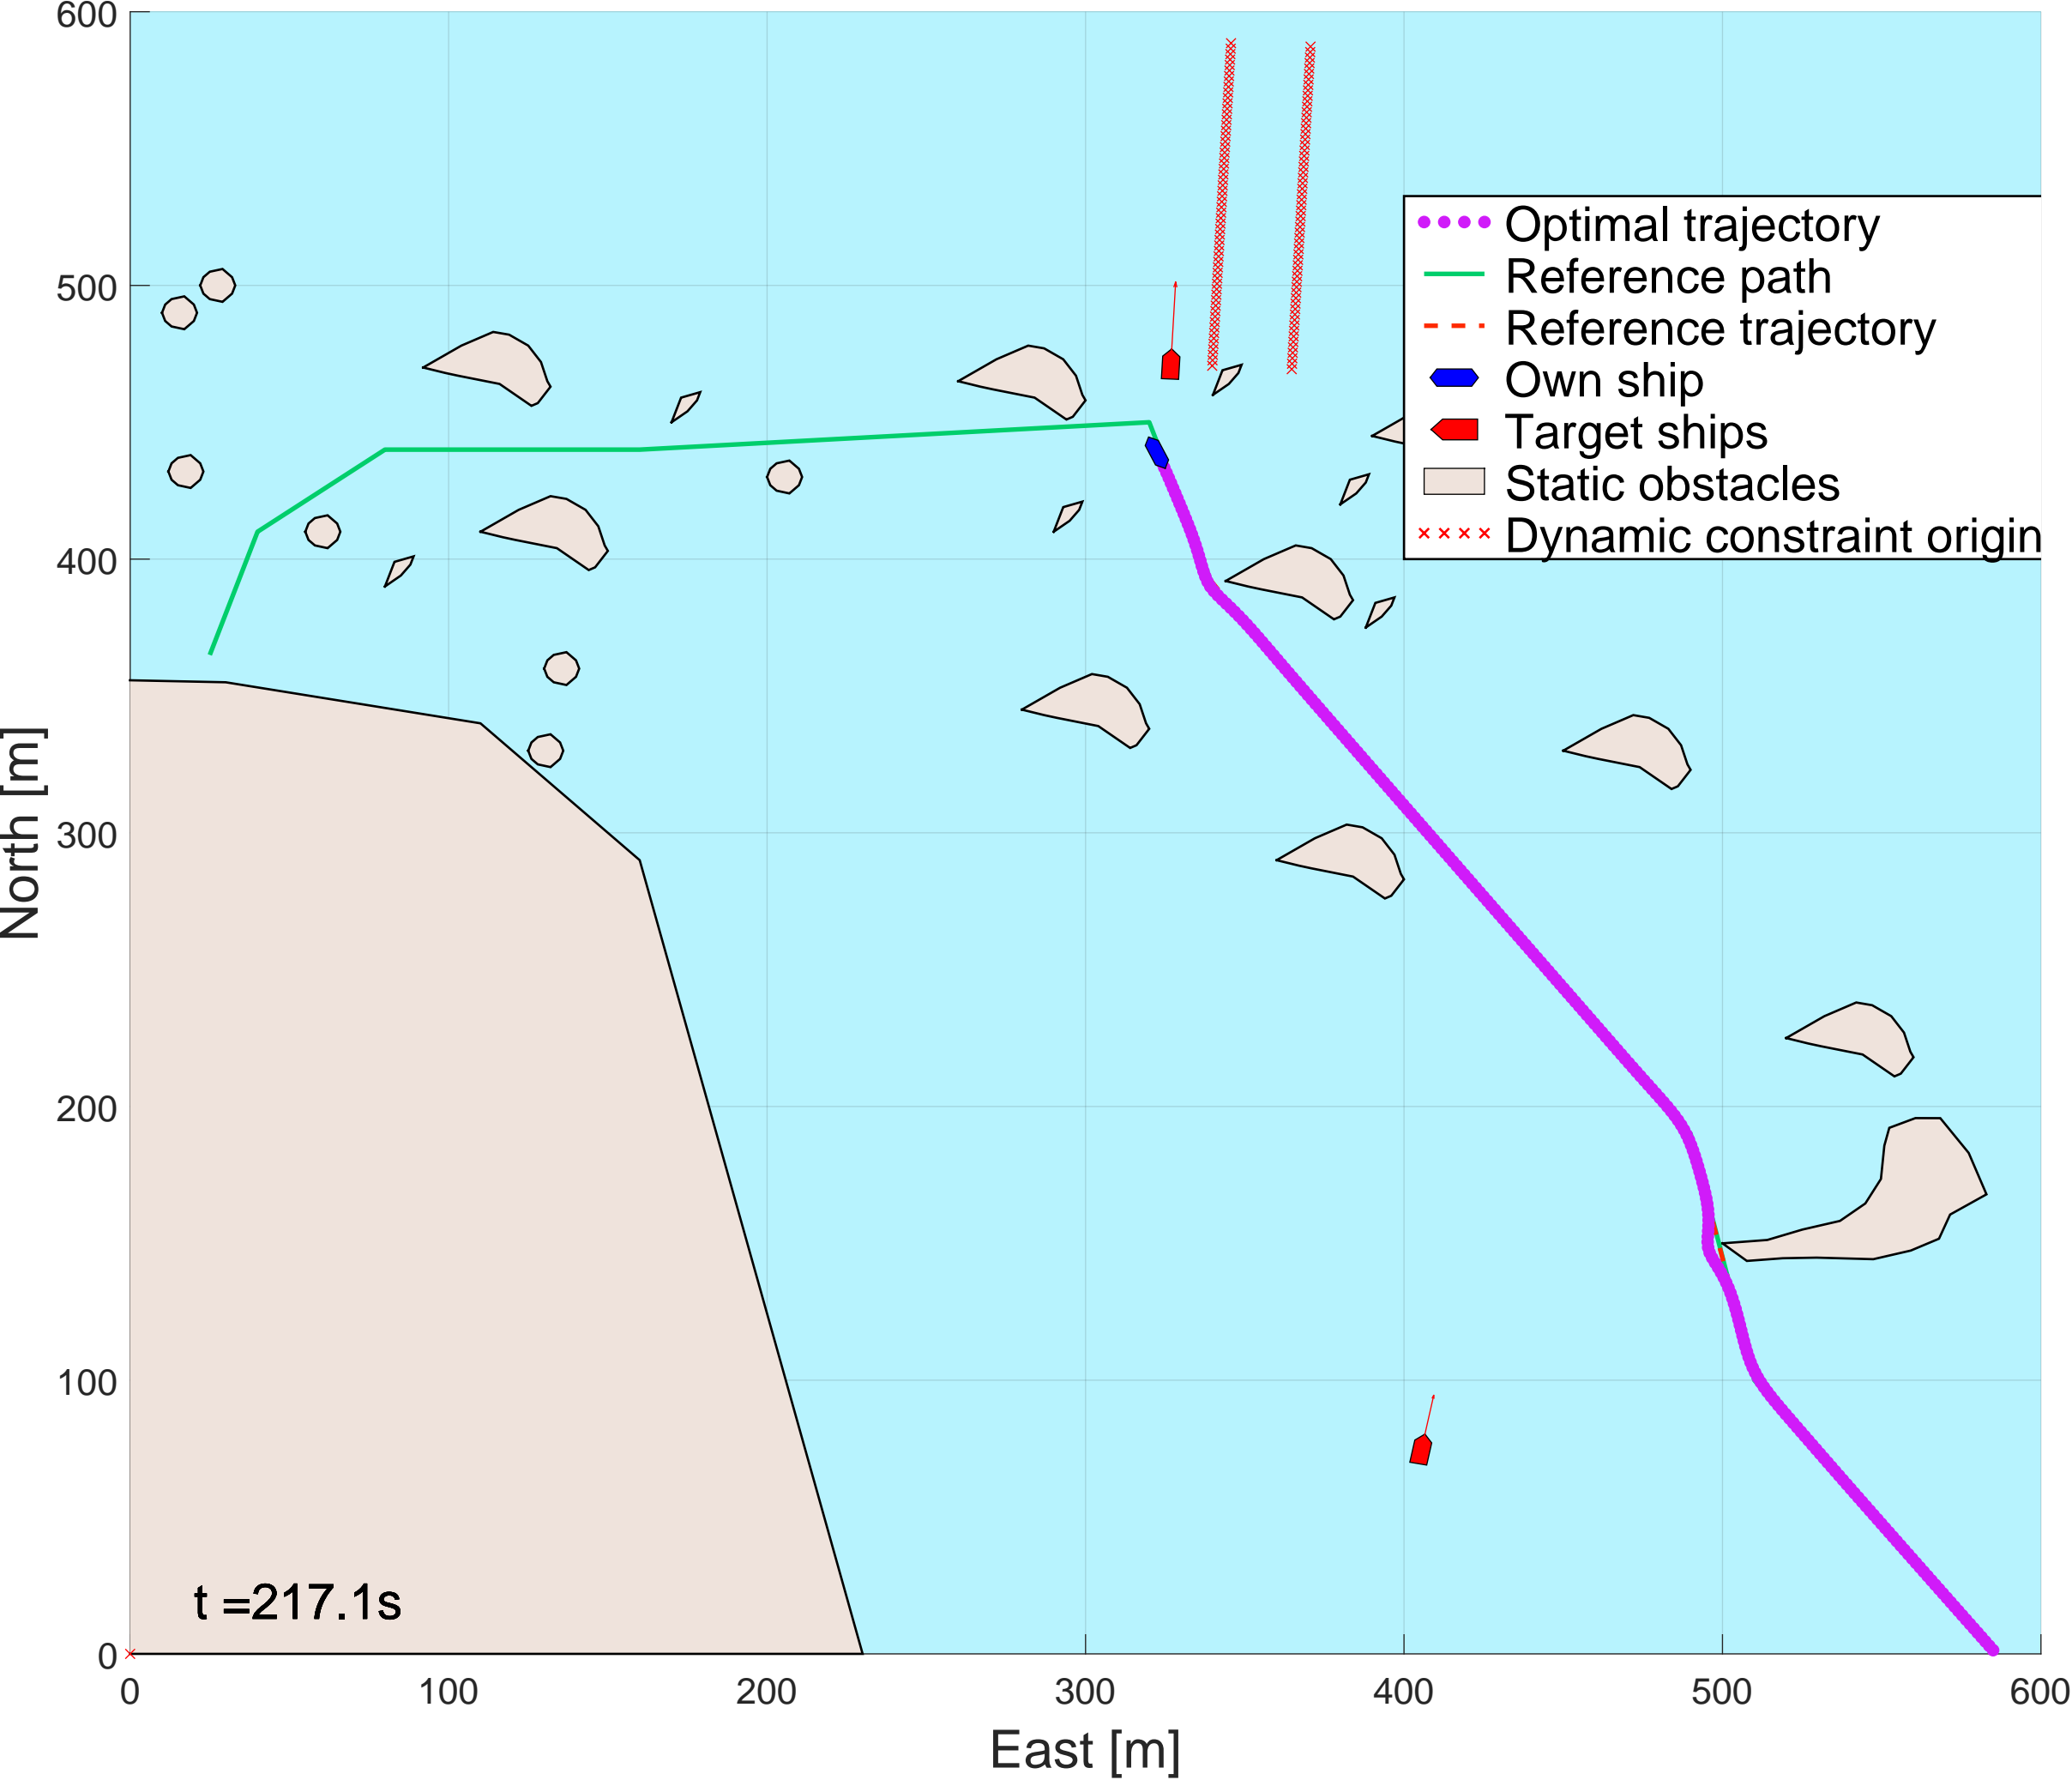 600
500
400
300
200
100
0
North [m]
Optimal trajectory
Reference path
Reference trajectory
Own ship
Target ships
Static obstacles
Dynamic constraint origin
t =217.1s
0 100 200 300 400 500 600
East [m]